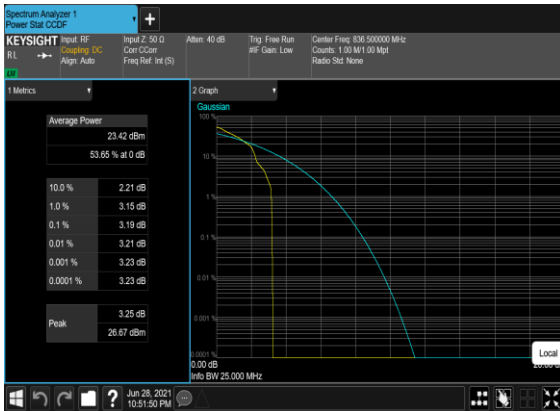 Spectrum Analyzer 1
Power Stat CCDF
+
KEYSIGHT
RL
LM
Input: RF
Coupling: DC
Align: Auto
Input Z: 50 Ω
Corr CCorr
Freq Ref: Int (S)
Atten: 40 dB
Trig: Free Run
#IF Gain: Low
Center Freq: 836.500000 MHz
Counts: 1.00 M/1.00 Mpt
Radio Std: None
1 Metrics
Average Power
23.42 dBm
53.65 % at 0 dB
10.0 % 2.21 dB
1.0 % 3.15 dB
0.1 % 3.19 dB
0.01 % 3.21 dB
0.001 % 3.23 dB
0.0001 % 3.23 dB
Peak 3.25 dB
26.67 dBm
2 Graph
Gaussian
100 %
10 %
1 %
0.1 %
0.01 %
0.001 %
0.0001 %
0.00 dB
Info BW 25.000 MHz
Local
?
Jun 28, 2021
10:51:50 PM